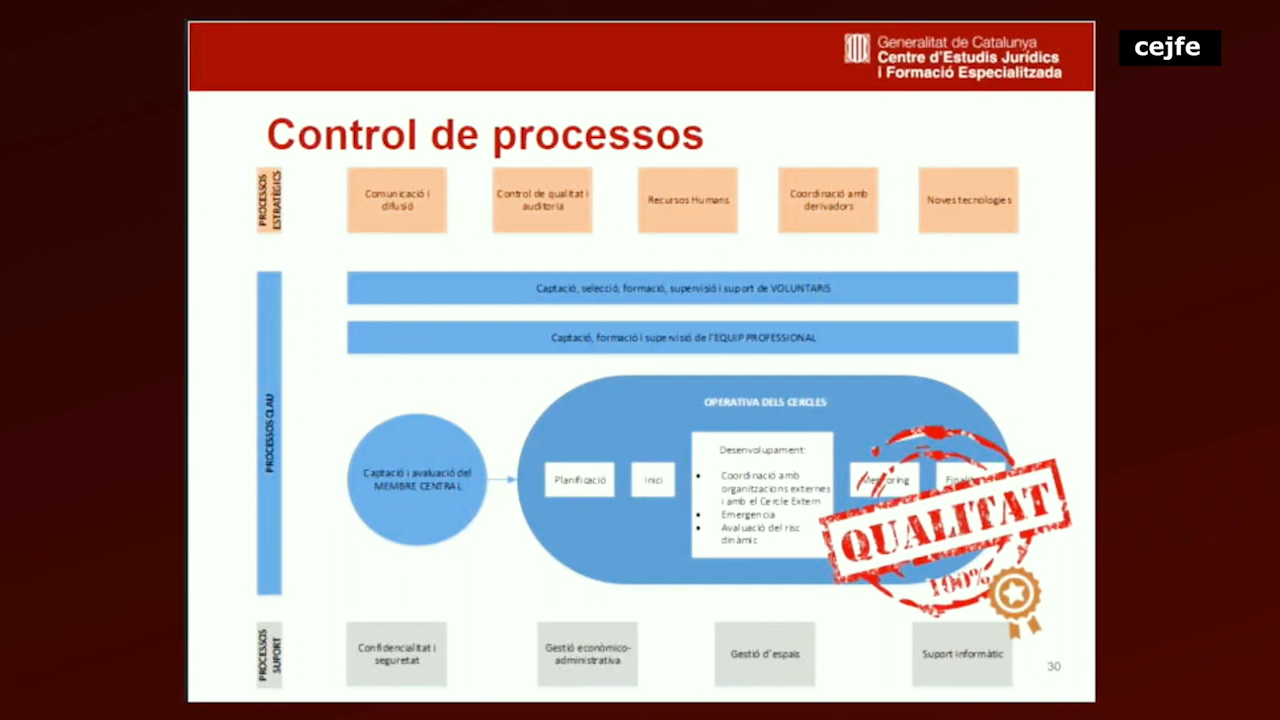 cejfe
Generalitat de Catalunya
Centre d'Estudis Jurídics
i Formació Especialitzada
Control de processos
PROCESSOS
ESTRATÈGICS
Comunicació i
difusió
Control de qualitat i
auditoria
Recursos Humans
Coordinació amb
derivadors
Noves tecnologies
PROCESSOS CLAU
Captació, selecció, formació, supervisió i suport de VOLUNTARIS
Captació, formació i supervisió de l'EQUIP PROFESSIONAL
OPERATIVA DELS CERCLES
Captació i avaluació del
MEMBRE CENTRAL
Planificació
Inici
Desenvolupament:
• Coordinació amb
organitzacions externes
i amb el Cercle Extern
• Emergencia
• Avaluació del risc
dinàmic
QUALITAT
100%
PROCESSOS
SUPORT
Confidencialitat i
seguretat
Gestió econòmico-
administrativa
Gestió d'espais
Suport informàtic
30